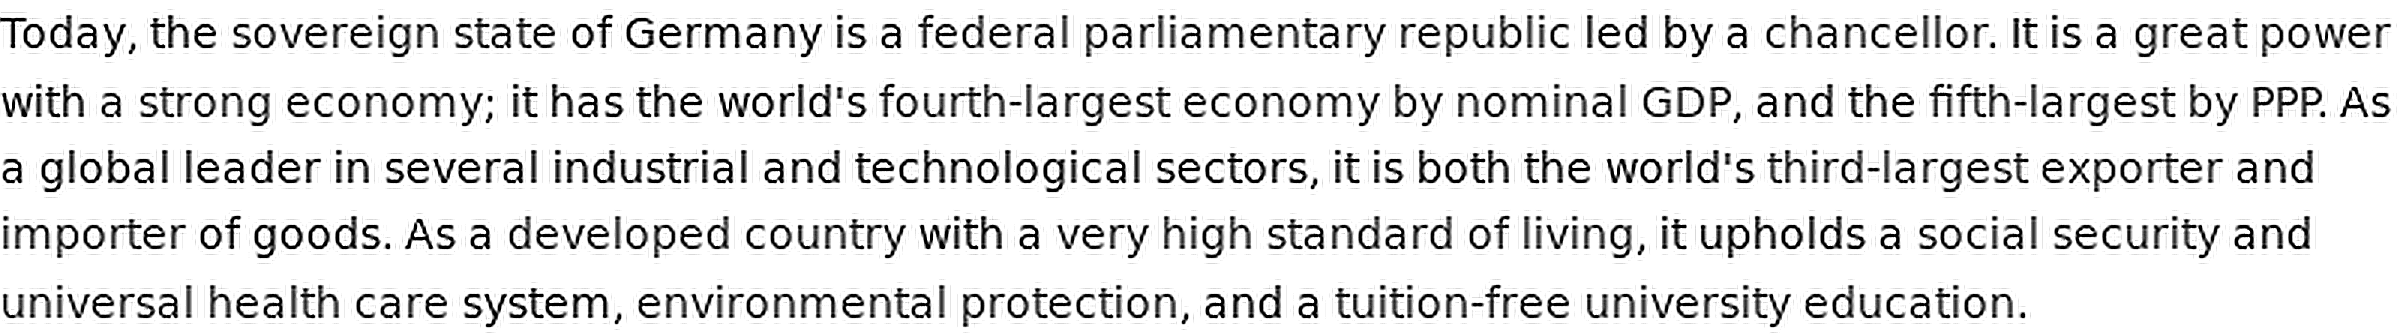 Today, the sovereign state of Germany is a federal parliamentary republic led by a chancellor. It is a great power
with a strong economy; it has the world's fourth-largest economy by nominal GDP, and the fifth-largest by PPP. As
a global leader in several industrial and technological sectors, it is both the world's third-largest exporter and
importer of goods. As a developed country with a very high standard of living, it upholds a social security and
universal health care system, environmental protection, and a tuition-free university education.